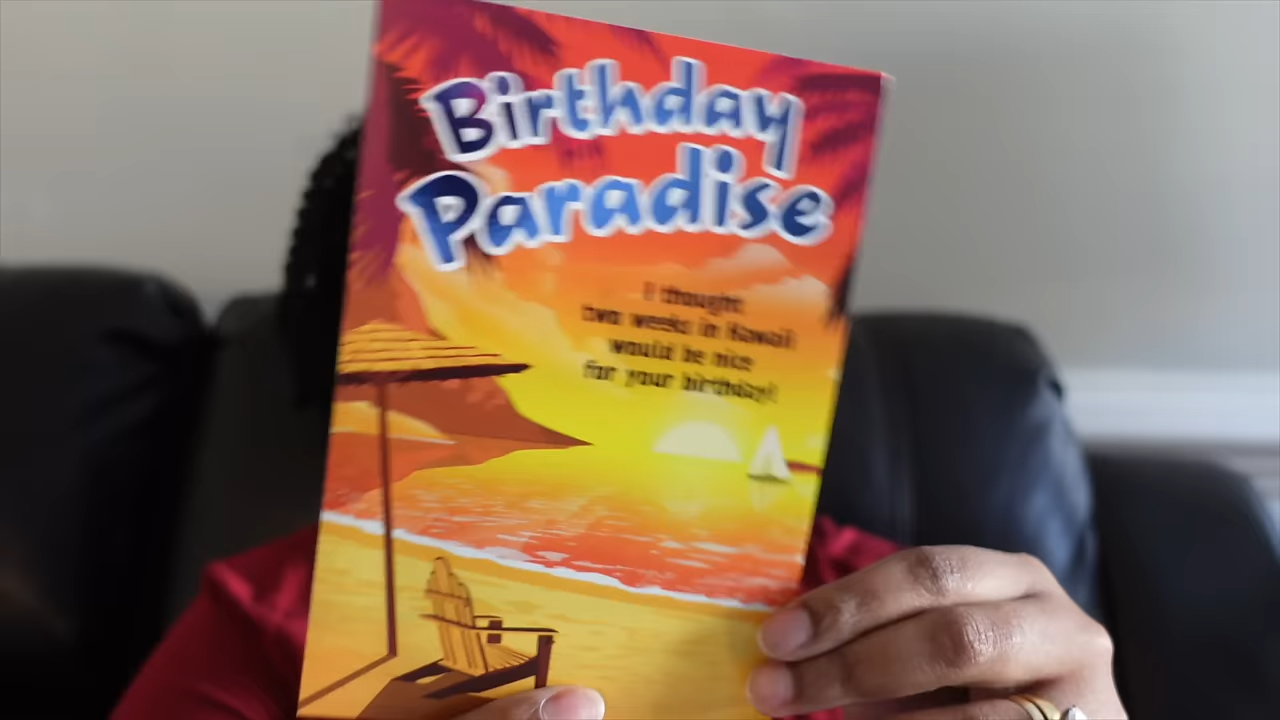 Birthday
Paradise
I thought
two weeks in Hawaii
would be nice
for your birthday!